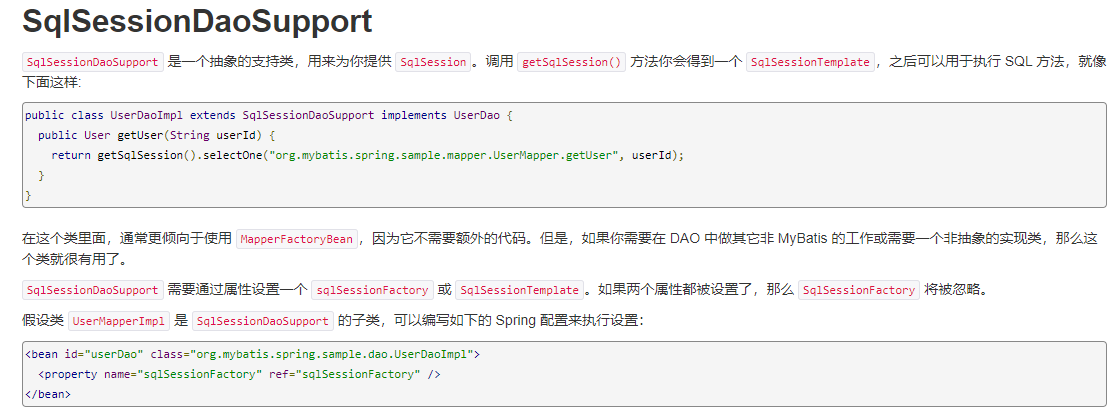 SqlSessionDaoSupport
SqlSessionDaoSupport 是一个抽象的支持类，用来为你提供 SqlSession。调用 getSqlSession() 方法你会得到一个 SqlSessionTemplate，之后可以用于执行 SQL 方法，就像
下面这样:
public class UserDaoImpl extends SqlSessionDaoSupport implements UserDao {
  public User getUser(String userId) {
    return getSqlSession().selectOne("org.mybatis.spring.sample.mapper.UserMapper.getUser", userId);
  }
}
在这个类里面，通常更倾向于使用 MapperFactoryBean，因为它不需要额外的代码。但是，如果你需要在 DAO 中做其它非 MyBatis 的工作或需要一个非抽象的实现类，那么这
个类就很有用了。
SqlSessionDaoSupport 需要通过属性设置一个 sqlSessionFactory 或 SqlSessionTemplate。如果两个属性都被设置了，那么 SqlSessionFactory 将被忽略。
假设类 UserMapperImpl 是 SqlSessionDaoSupport 的子类，可以编写如下的 Spring 配置来执行设置：
<bean id="userDao" class="org.mybatis.spring.sample.dao.UserDaoImpl">
  <property name="sqlSessionFactory" ref="sqlSessionFactory" />
</bean>